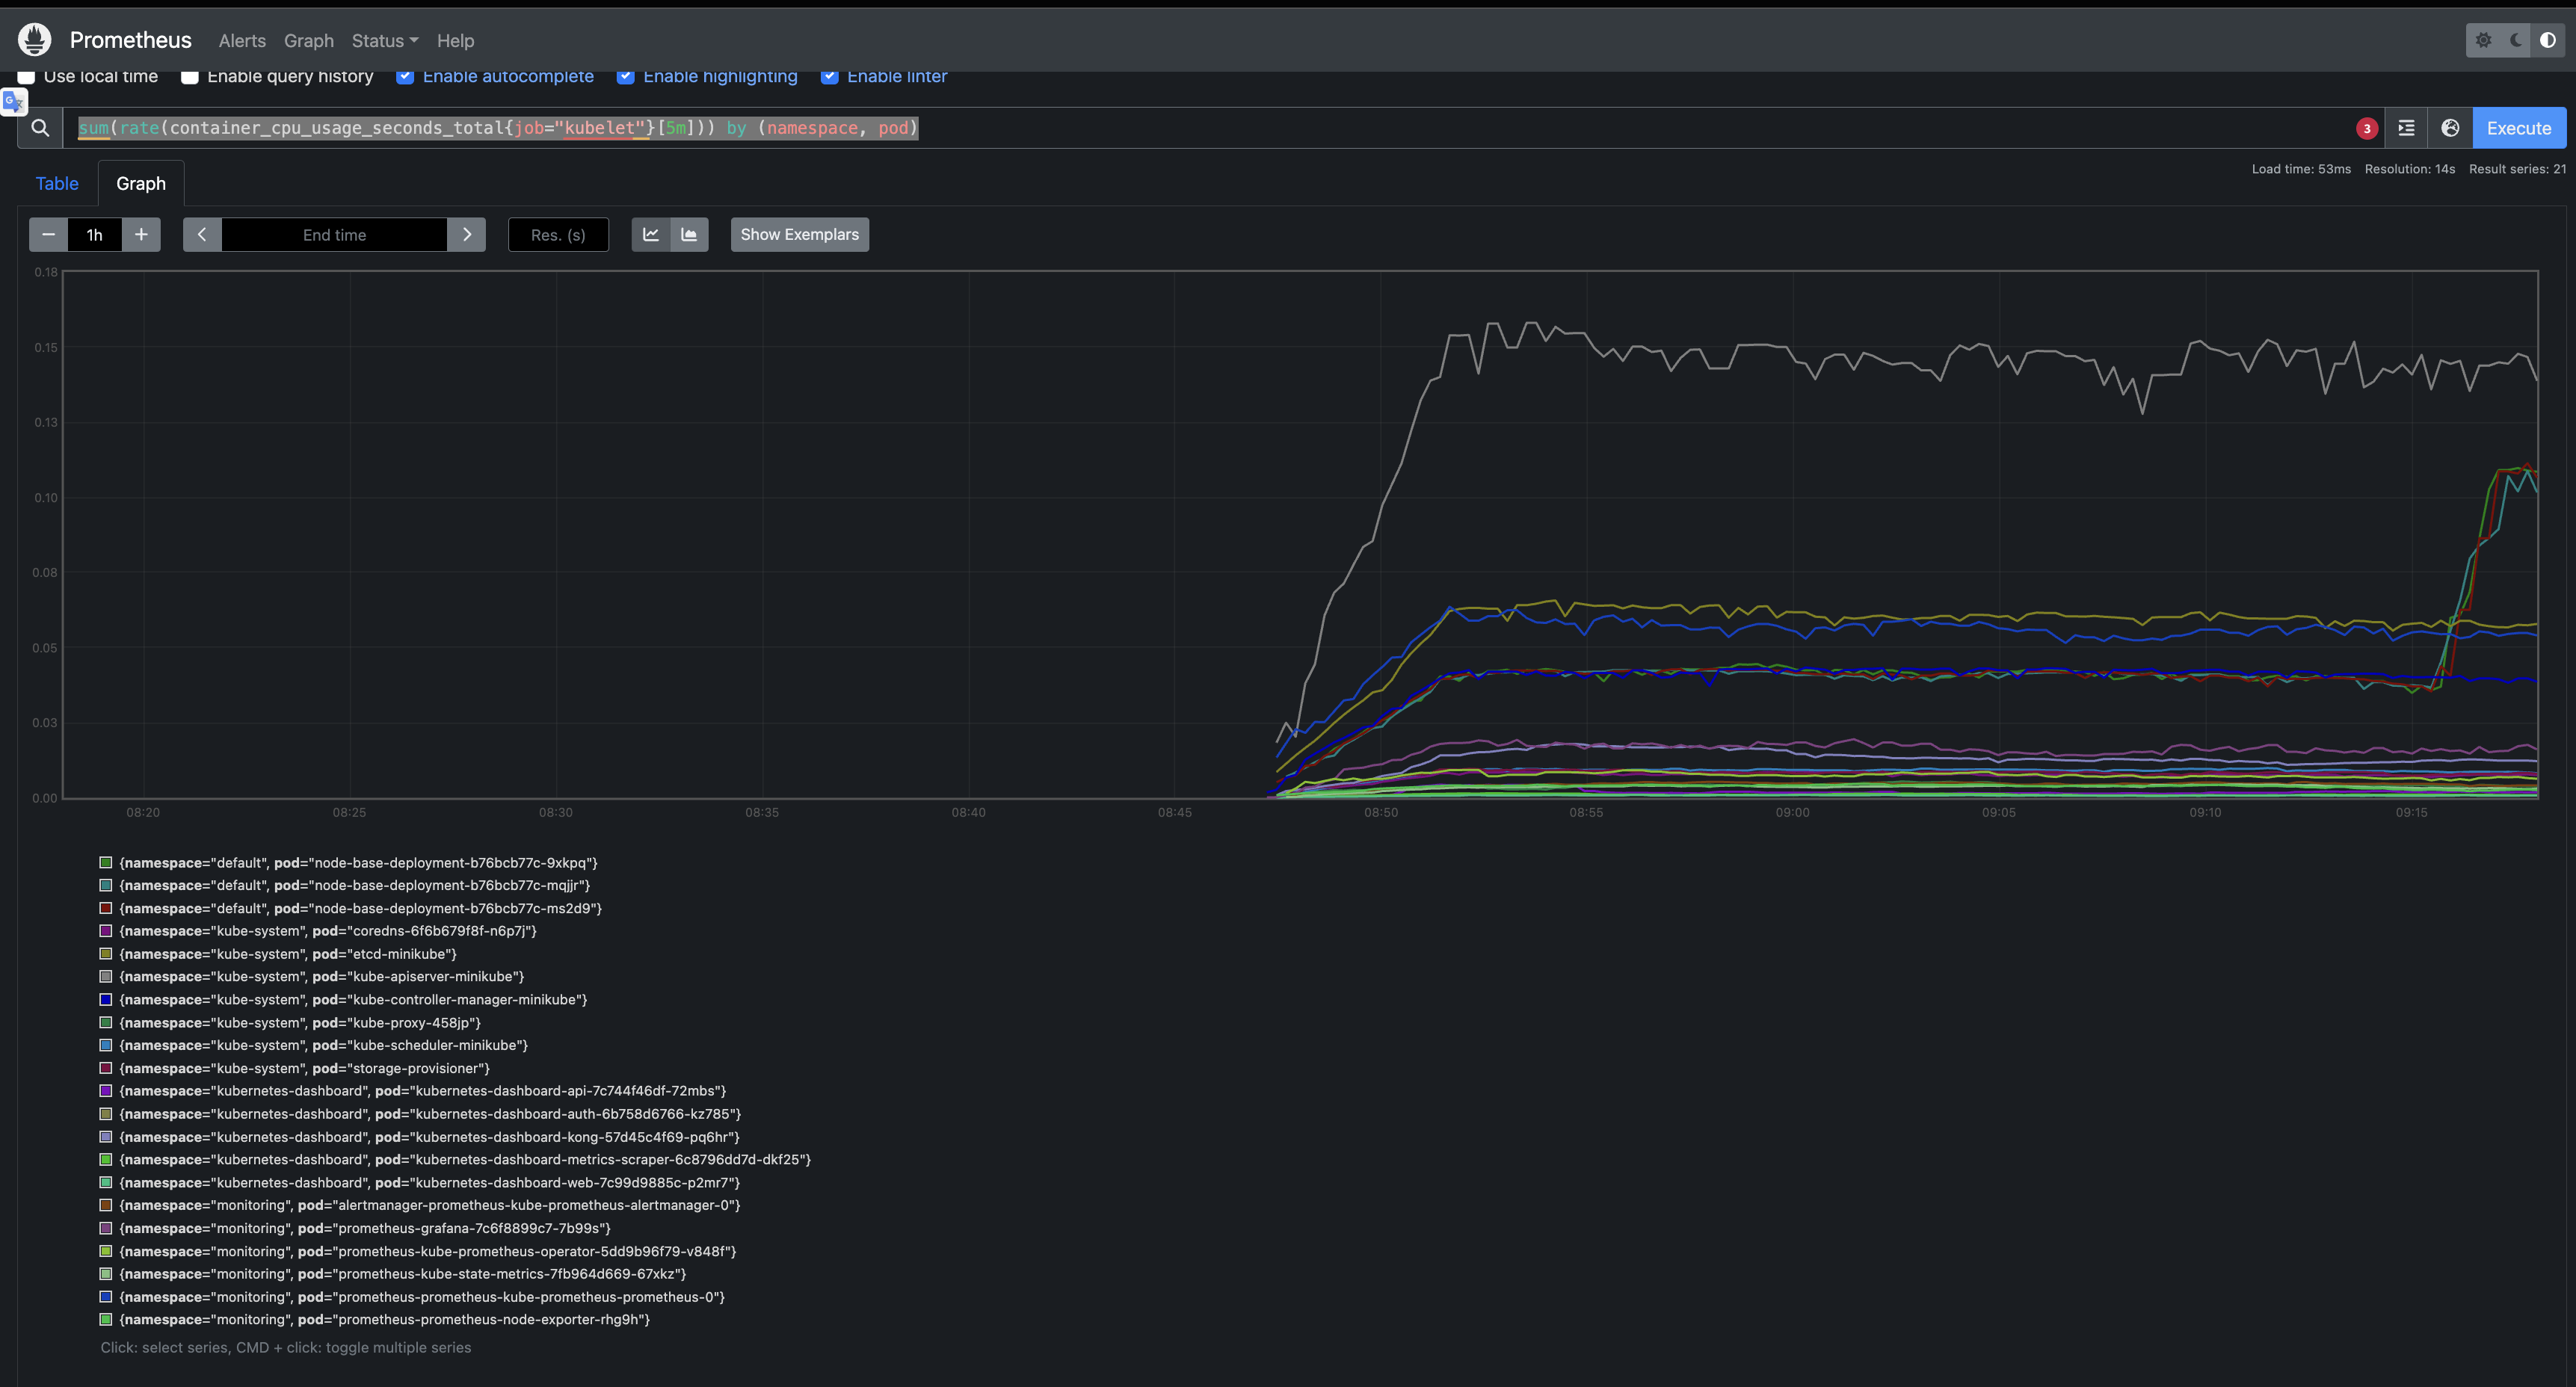 Prometheus Alerts Graph Status Help
Use local time Enable query history Enable autocomplete Enable highlighting Enable linter
sum(rate(container_cpu_usage_seconds_total{job="kubelet"}[5m])) by (namespace, pod) 3 Execute
Load time: 53ms Resolution: 14s Result series: 21
Table Graph
1h End time Res. (s) Show Exemplars
0.18
0.15
0.13
0.10
0.08
0.05
0.03
0.00
08:20 08:25 08:30 08:35 08:40 08:45 08:50 08:55 09:00 09:05 09:10 09:15
{namespace="default", pod="node-base-deployment-b76bcb77c-9xkpq"}
{namespace="default", pod="node-base-deployment-b76bcb77c-mqjjr"}
{namespace="default", pod="node-base-deployment-b76bcb77c-ms2d9"}
{namespace="kube-system", pod="coredns-6f6b679f8f-n6p7j"}
{namespace="kube-system", pod="etcd-minikube"}
{namespace="kube-system", pod="kube-apiserver-minikube"}
{namespace="kube-system", pod="kube-controller-manager-minikube"}
{namespace="kube-system", pod="kube-proxy-458jp"}
{namespace="kube-system", pod="kube-scheduler-minikube"}
{namespace="kube-system", pod="storage-provisioner"}
{namespace="kubernetes-dashboard", pod="kubernetes-dashboard-api-7c744f46df-72mbs"}
{namespace="kubernetes-dashboard", pod="kubernetes-dashboard-auth-6b758d6766-kz785"}
{namespace="kubernetes-dashboard", pod="kubernetes-dashboard-kong-57d45c4f69-pq6hr"}
{namespace="kubernetes-dashboard", pod="kubernetes-dashboard-metrics-scraper-6c8796dd7d-dkf25"}
{namespace="kubernetes-dashboard", pod="kubernetes-dashboard-web-7c99d9885c-p2mr7"}
{namespace="monitoring", pod="alertmanager-prometheus-kube-prometheus-alertmanager-0"}
{namespace="monitoring", pod="prometheus-grafana-7c6f8899c7-7b99s"}
{namespace="monitoring", pod="prometheus-kube-prometheus-operator-5dd9b96f79-v848f"}
{namespace="monitoring", pod="prometheus-kube-state-metrics-7fb964d669-67xkz"}
{namespace="monitoring", pod="prometheus-prometheus-kube-prometheus-prometheus-0"}
{namespace="monitoring", pod="prometheus-prometheus-node-exporter-rhg9h"}
Click: select series, CMD + click: toggle multiple series